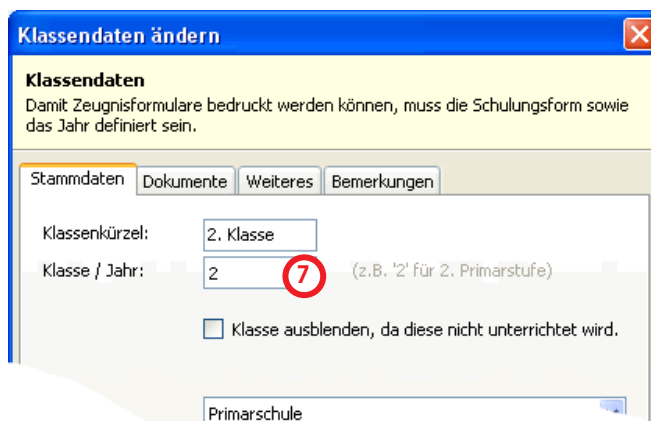 Klassendaten ändern
Klassendaten
Damit Zeugnisformulare bedruckt werden können, muss die Schulungsform sowie
das Jahr definiert sein.
Stammdaten Dokumente Weiteres Bemerkungen
Klassenkürzel: 2. Klasse
Klasse / Jahr: 2 7 (z.B. '2' für 2. Primarstufe)
Klasse ausblenden, da diese nicht unterrichtet wird.
Primarschule